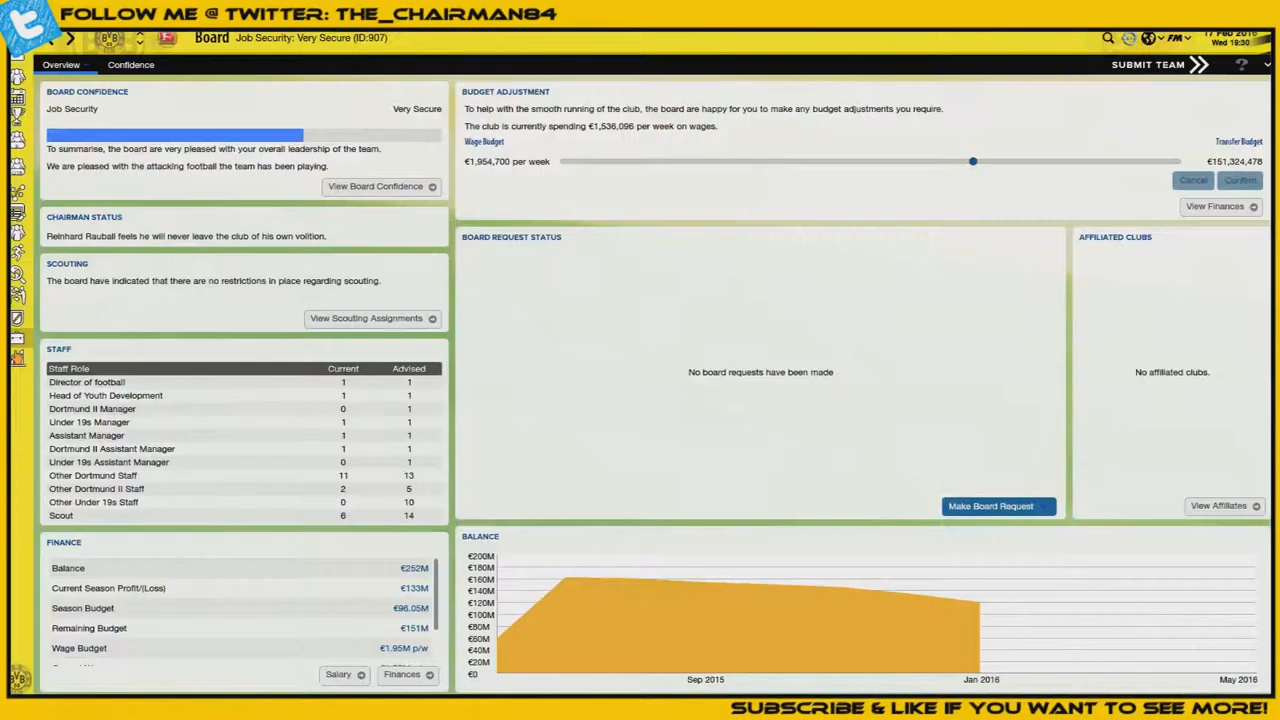 FOLLOW ME @ TWITTER: THE_CHAIRMAN84
Board Job Security: Very Secure (ID:907)
FM
17 Feb 2016
Wed 19:30
Overview
Confidence
SUBMIT TEAM
?
BOARD CONFIDENCE
Job Security Very Secure
To summarise, the board are very pleased with your overall leadership of the team.
We are pleased with the attacking football the team has been playing.
View Board Confidence
CHAIRMAN STATUS
Reinhard Rauball feels he will never leave the club of his own volition.
SCOUTING
The board have indicated that there are no restrictions in place regarding scouting.
View Scouting Assignments
STAFF
Staff Role Current Advised
Director of football 1 1
Head of Youth Development 1 1
Dortmund II Manager 0 1
Under 19s Manager 1 1
Assistant Manager 1 1
Dortmund II Assistant Manager 1 1
Under 19s Assistant Manager 0 1
Other Dortmund Staff 11 13
Other Dortmund II Staff 2 5
Other Under 19s Staff 0 10
Scout 6 14
FINANCE
Balance €252M
Current Season Profit/(Loss) €133M
Season Budget €96.05M
Remaining Budget €151M
Wage Budget €1.95M p/w
Salary
Finances
BUDGET ADJUSTMENT
To help with the smooth running of the club, the board are happy for you to make any budget adjustments you require.
The club is currently spending €1,536,096 per week on wages.
Wage Budget Transfer Budget
€1,954,700 per week €151,324,478
Cancel Confirm
View Finances
BOARD REQUEST STATUS
No board requests have been made
Make Board Request
AFFILIATED CLUBS
No affiliated clubs.
View Affiliates
BALANCE
€200M
€180M
€160M
€140M
€120M
€100M
€80M
€60M
€40M
€20M
€0
Sep 2015 Jan 2016 May 2016
BVB
09
SUBSCRIBE & LIKE IF YOU WANT TO SEE MORE!